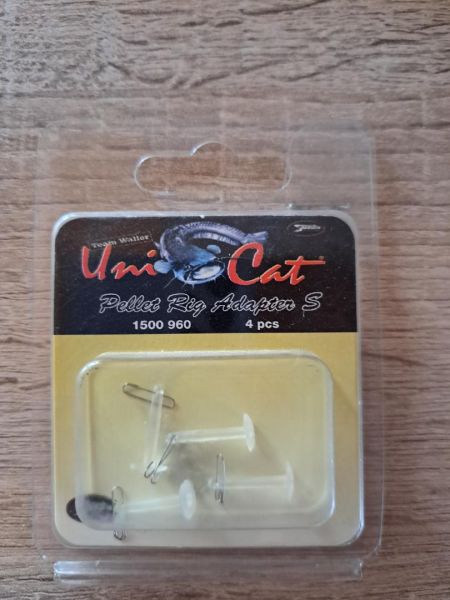 Team Waller
Uni Cat
Pellet Rig Adapter S
1500 960 4 pcs